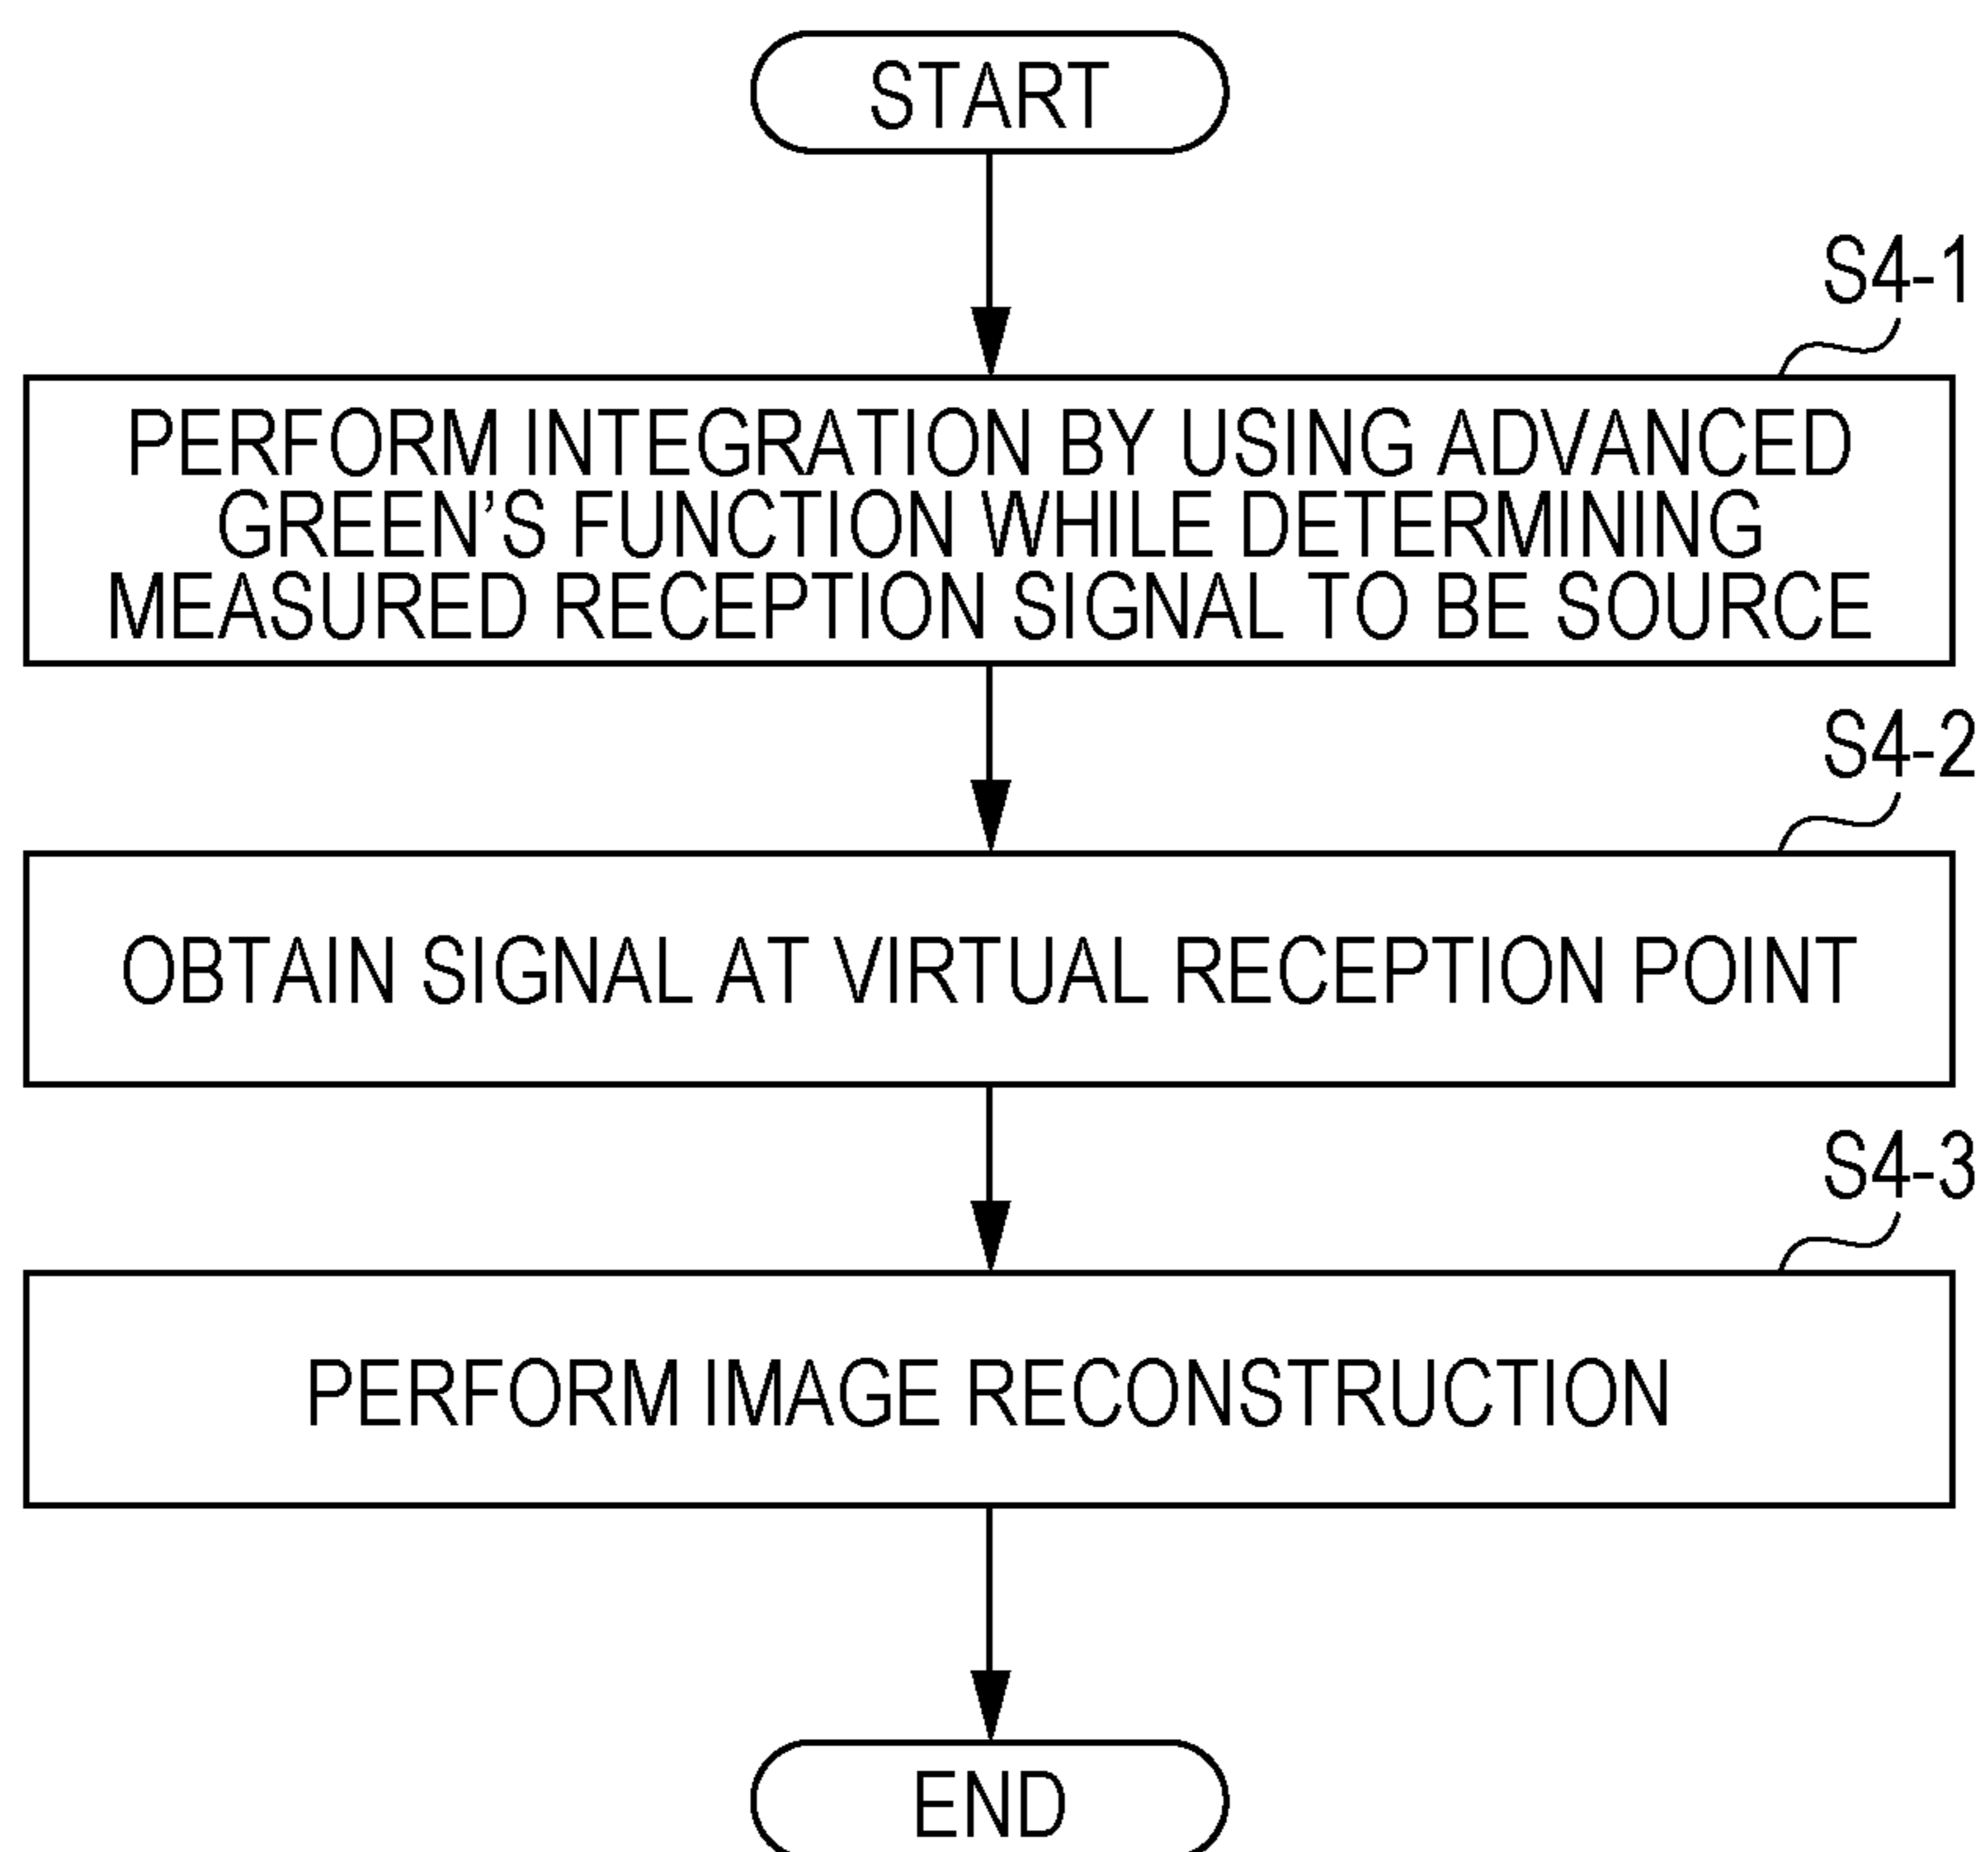 START
S4-1
PERFORM INTEGRATION BY USING ADVANCED
GREEN'S FUNCTION WHILE DETERMINING
MEASURED RECEPTION SIGNAL TO BE SOURCE
S4-2
OBTAIN SIGNAL AT VIRTUAL RECEPTION POINT
S4-3
PERFORM IMAGE RECONSTRUCTION
END